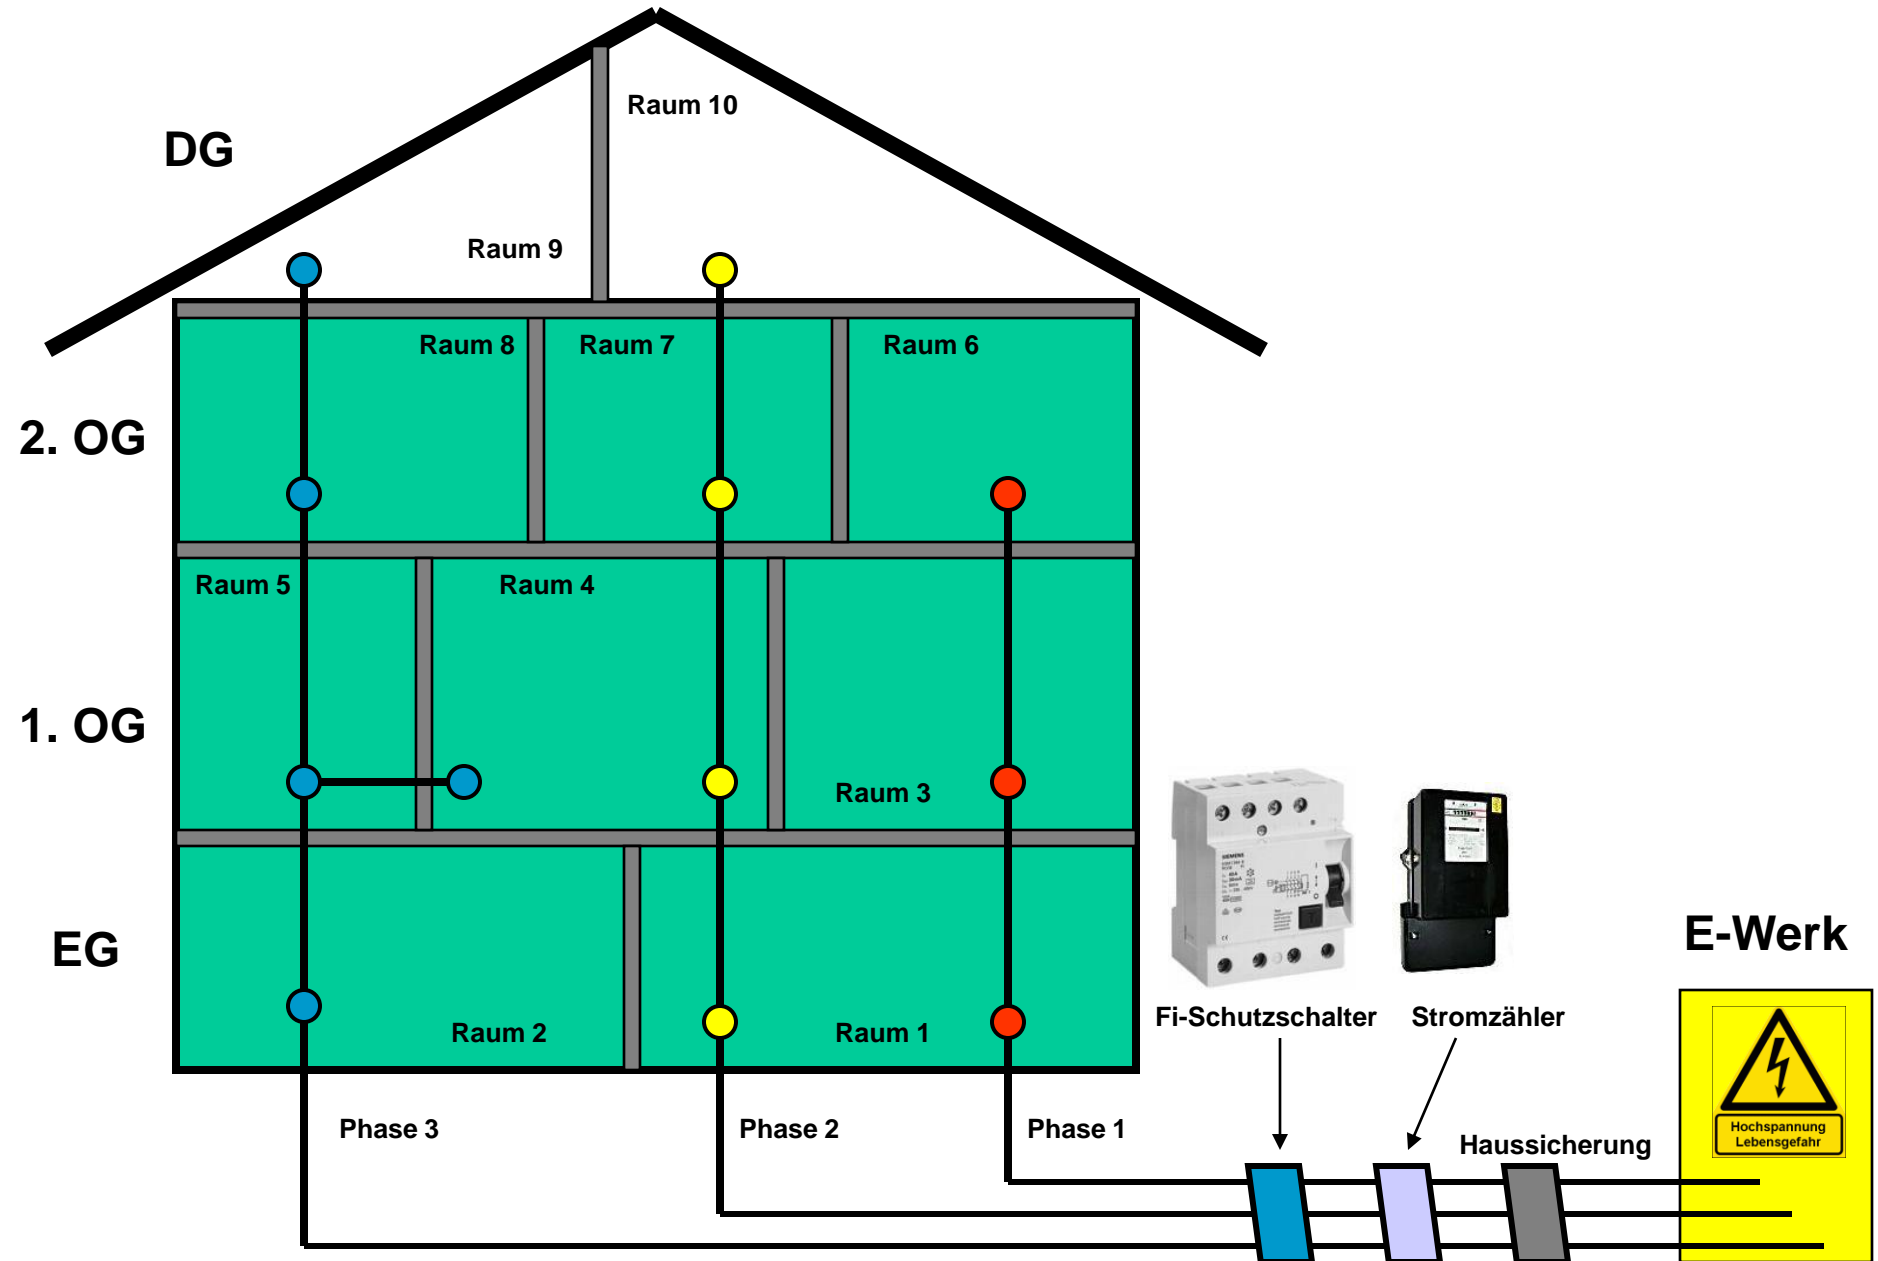 DG
Raum 10
Raum 9
Raum 8
Raum 7
Raum 6
2. OG
Raum 5
Raum 4
1. OG
Raum 3
SIEMENS
EG
Raum 2
Raum 1
E-Werk
Fi-Schutzschalter
Stromzähler
Phase 3
Phase 2
Phase 1
Haussicherung
Hochspannung
Lebensgefahr